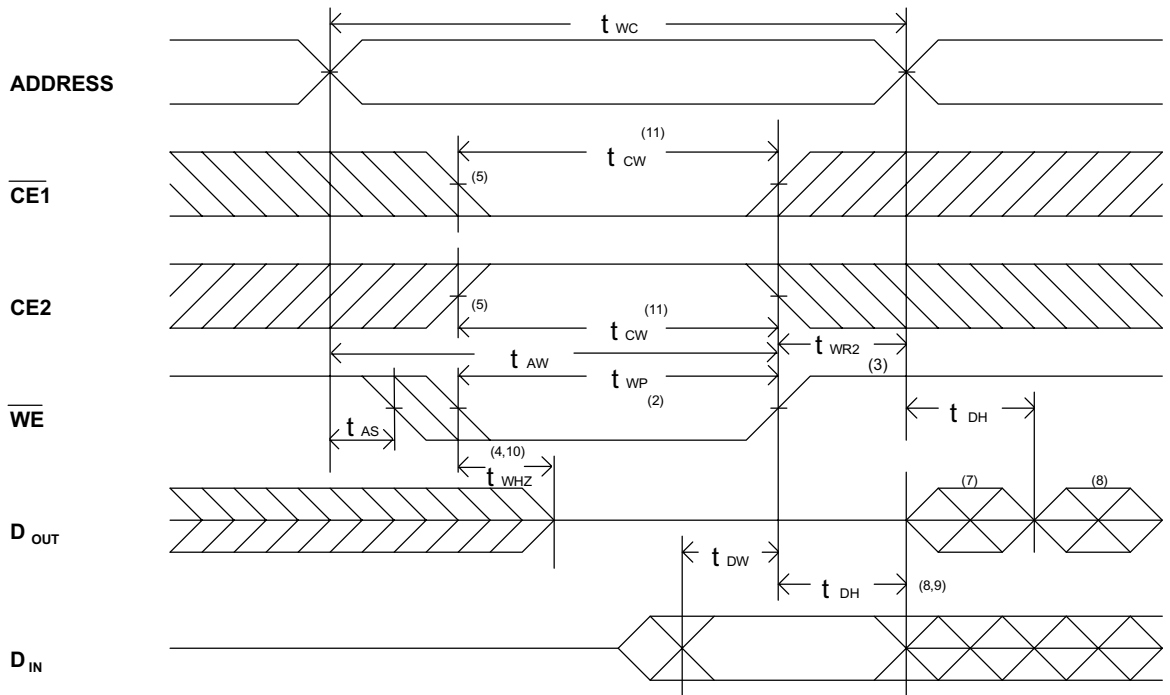 t WC
ADDRESS
(11)
t CW
CE1
(5)
CE2
(5)
(11)
t CW
t AW
t WR2
t WP
(3)
(2)
WE
t AS
t DH
(4,10)
t WHZ
(7)
(8)
D OUT
t DW
t DH
(8,9)
D IN